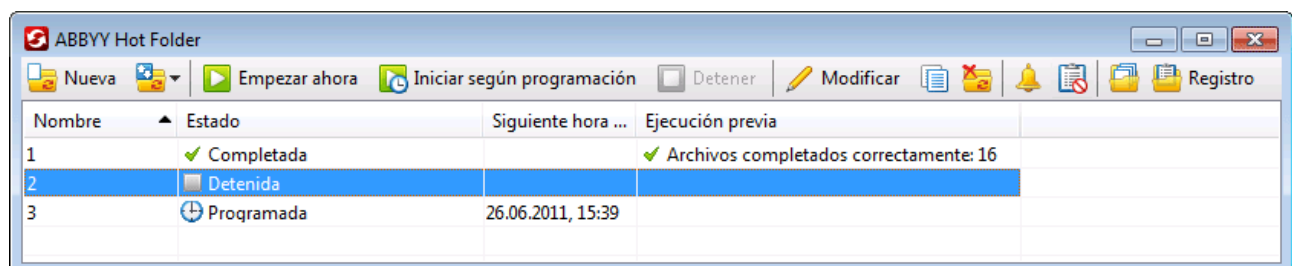 ABBYY Hot Folder
Nueva Empezar ahora Iniciar según programación Detener Modificar Registro
Nombre Estado Siguiente hora ... Ejecución previa
1 Completada Archivos completados correctamente: 16
2 Detenida
3 Programada 26.06.2011, 15:39